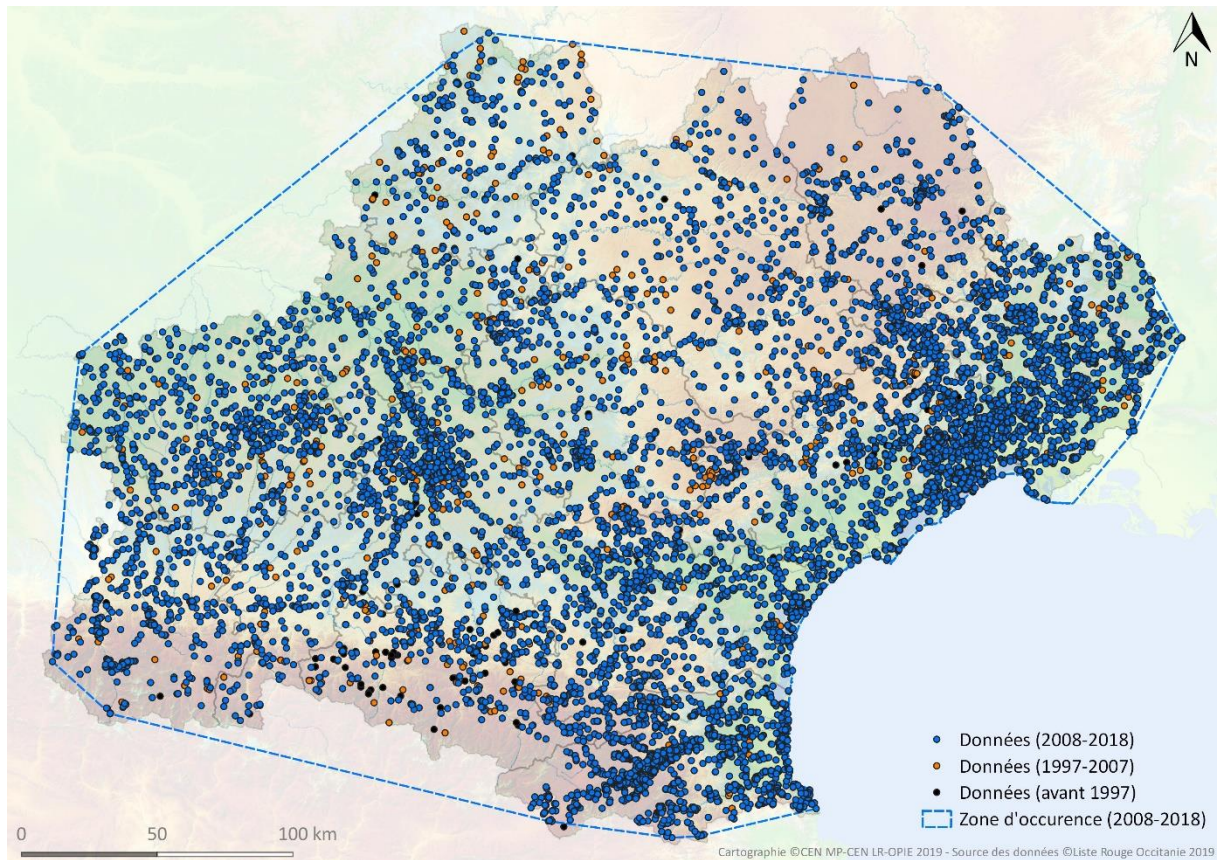 N
Données (2008-2018)
Données (1997-2007)
Données (avant 1997)
Zone d'occurence (2008-2018)
0 50 100 km
Cartographie ©CEN MP-CEN LR-OPIE 2019 - Source des données ©Liste Rouge Occitanie 2019